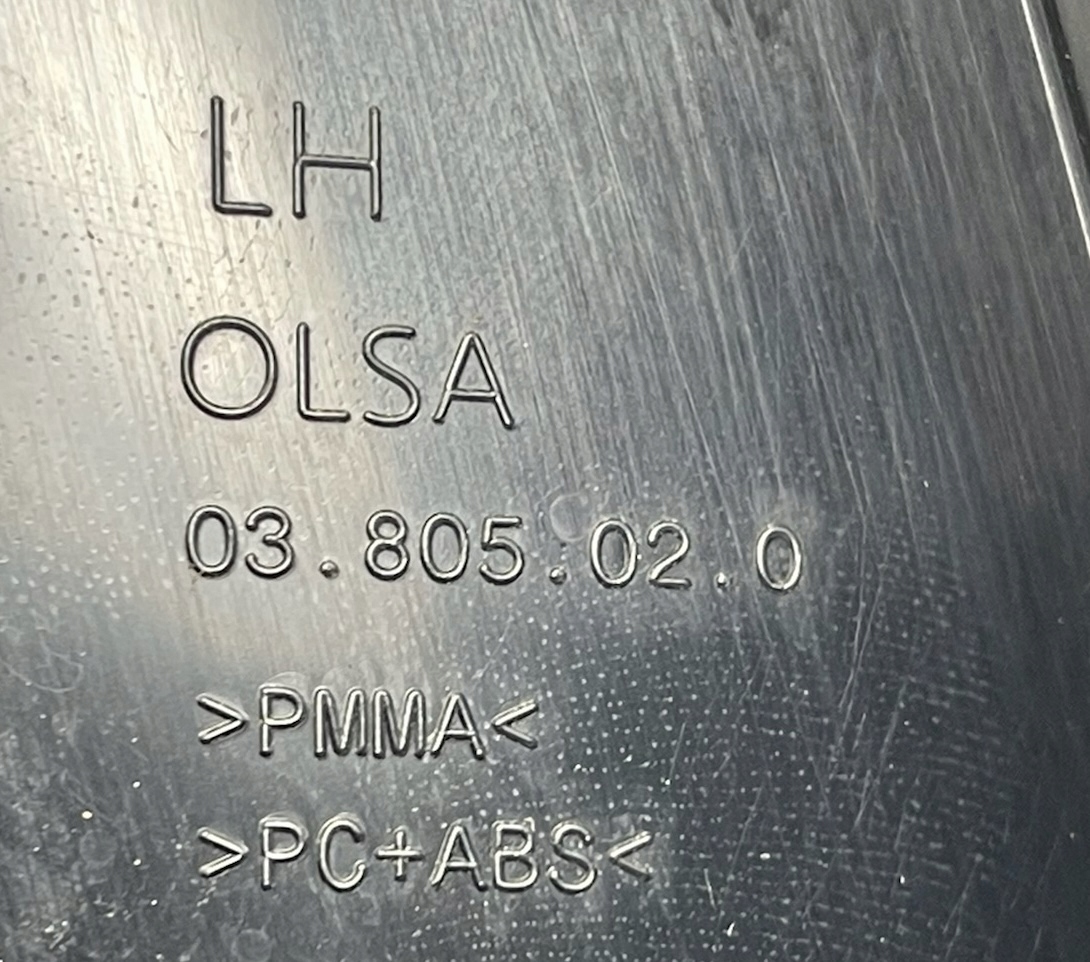 LH
OLSA
03.805.02.0
>PMMA<
>PC+ABS<